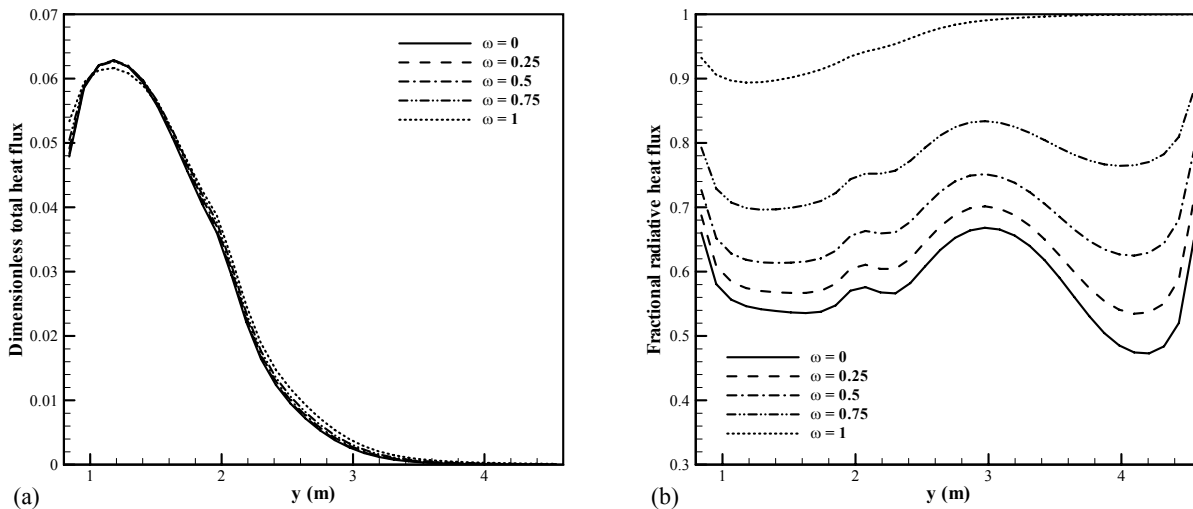 0.07
0.06
0.05
0.04
0.03
0.02
0.01
0
Dimensionless total heat flux
ω = 0
ω = 0.25
ω = 0.5
ω = 0.75
ω = 1
1
2
3
4
y (m)
(a)
1
0.9
0.8
0.7
0.6
0.5
0.4
0.3
Fractional radiative heat flux
ω = 0
ω = 0.25
ω = 0.5
ω = 0.75
ω = 1
1
2
3
4
y (m)
(b)